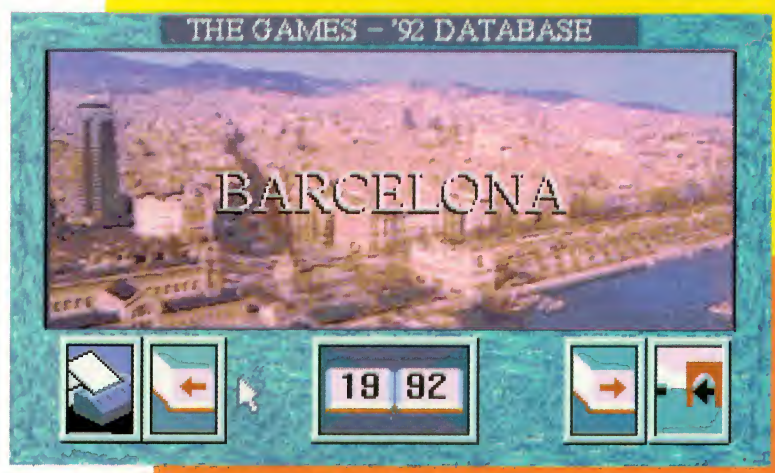 THE GAMES - '92 DATABASE
BARCELONA
19 92